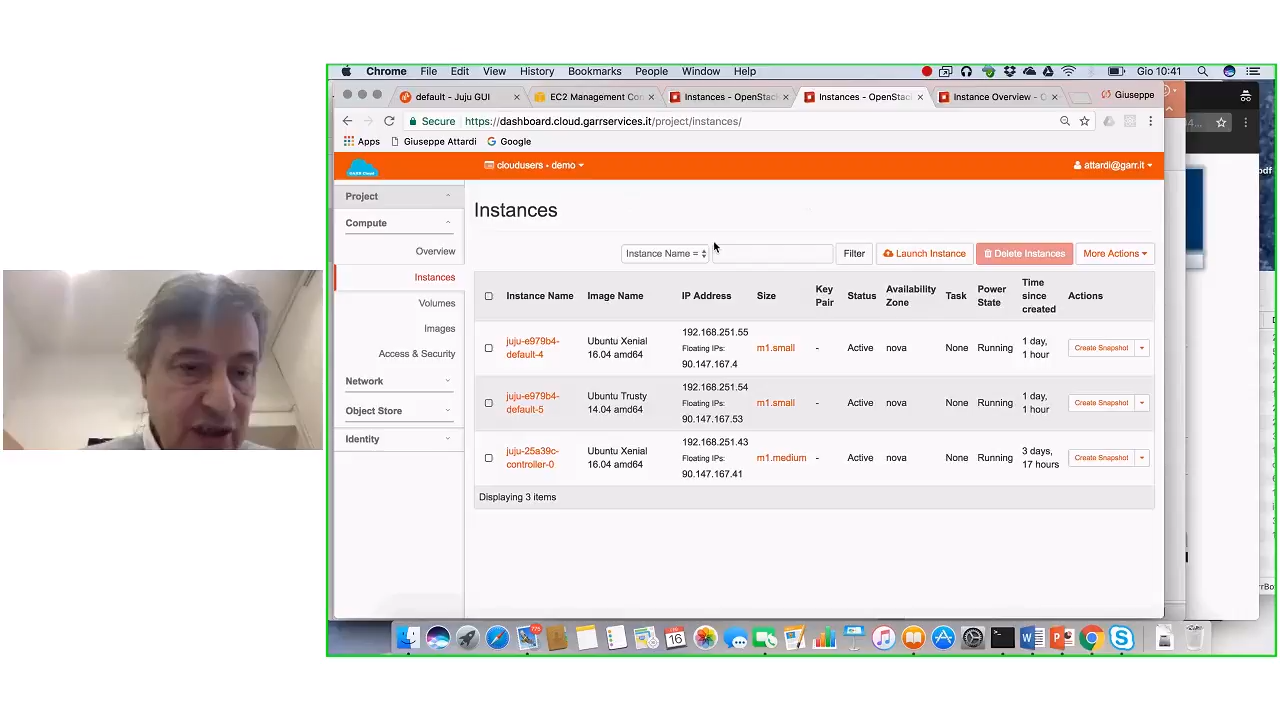 Chrome File Edit View History Bookmarks People Window Help Gio 10:41
default - Juju GUI
EC2 Management Con
Instances - OpenStack
Instances - OpenStack
Instance Overview - O
Giuseppe
Secure https://dashboard.cloud.garrservices.it/project/instances/
Apps Giuseppe Attardi Google
GARR Cloud
cloudusers • demo
attardi@garr.it
Project
Compute
Overview
Instances
Volumes
Images
Access & Security
Network
Object Store
Identity
Instances
Instance Name = Filter Launch Instance Delete Instances More Actions
Instance Name Image Name IP Address Size Key Pair Status Availability Zone Task Power State Time since created Actions
juju-e979b4-default-4 Ubuntu Xenial 16.04 amd64 192.168.251.55 Floating IPs: 90.147.167.4 m1.small - Active nova None Running 1 day, 1 hour Create Snapshot
juju-e979b4-default-5 Ubuntu Trusty 14.04 amd64 192.168.251.54 Floating IPs: 90.147.167.53 m1.small - Active nova None Running 1 day, 1 hour Create Snapshot
juju-25a39c-controller-0 Ubuntu Xenial 16.04 amd64 192.168.251.43 Floating IPs: 90.147.167.41 m1.medium - Active nova None Running 3 days, 17 hours Create Snapshot
Displaying 3 items
775
16